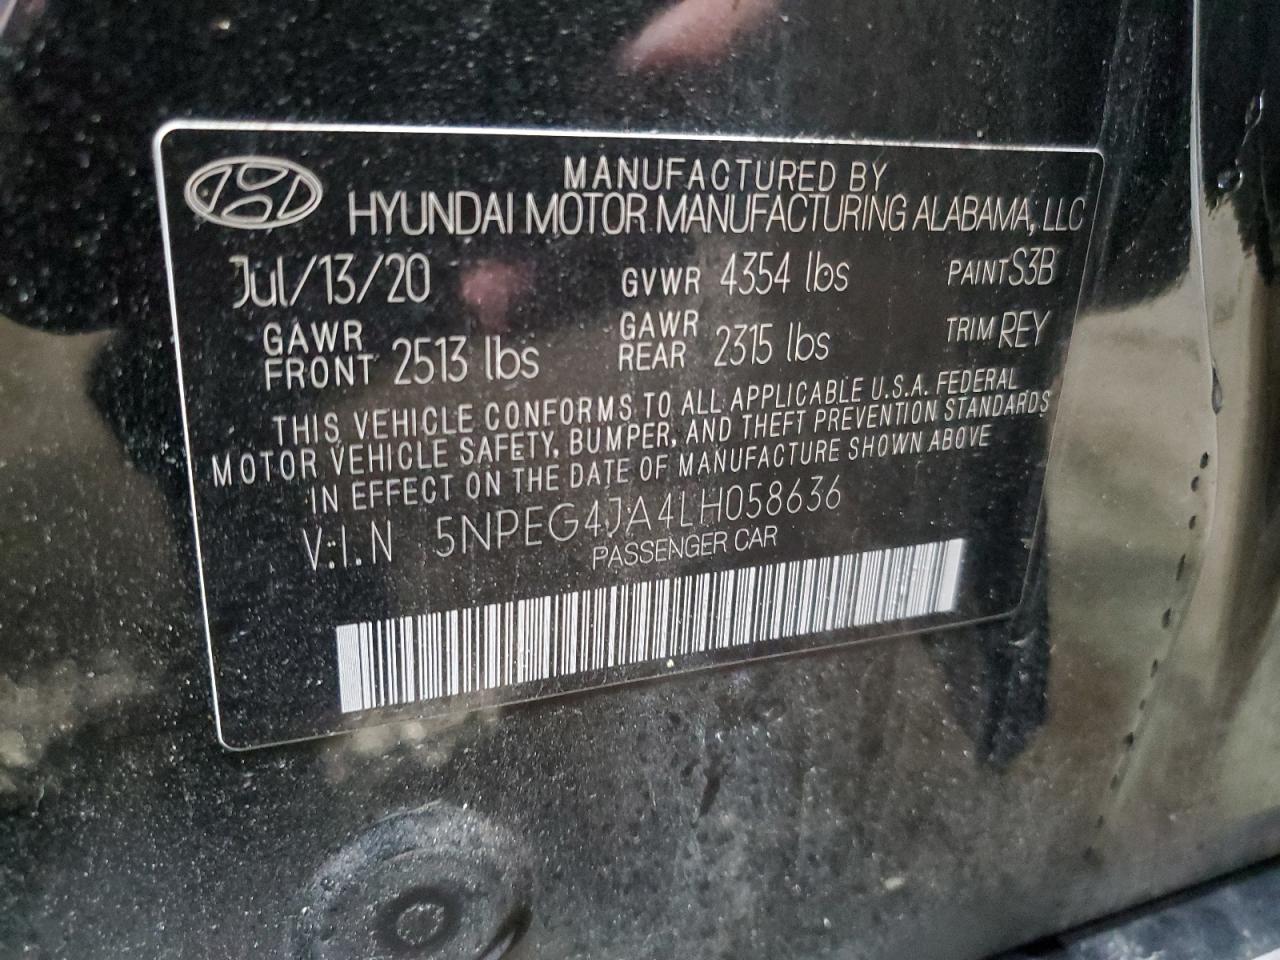 MANUFACTURED BY
HYUNDAI MOTOR MANUFACTURING ALABAMA, LLC
Jul/13/20 GVWR 4354 lbs PAINT S3B
GAWR FRONT 2513 lbs GAWR REAR 2315 lbs TRIM REY
THIS VEHICLE CONFORMS TO ALL APPLICABLE U.S.A. FEDERAL
MOTOR VEHICLE SAFETY, BUMPER, AND THEFT PREVENTION STANDARDS
IN EFFECT ON THE DATE OF MANUFACTURE SHOWN ABOVE
V.I.N 5NPEG4JA4LH058636
PASSENGER CAR